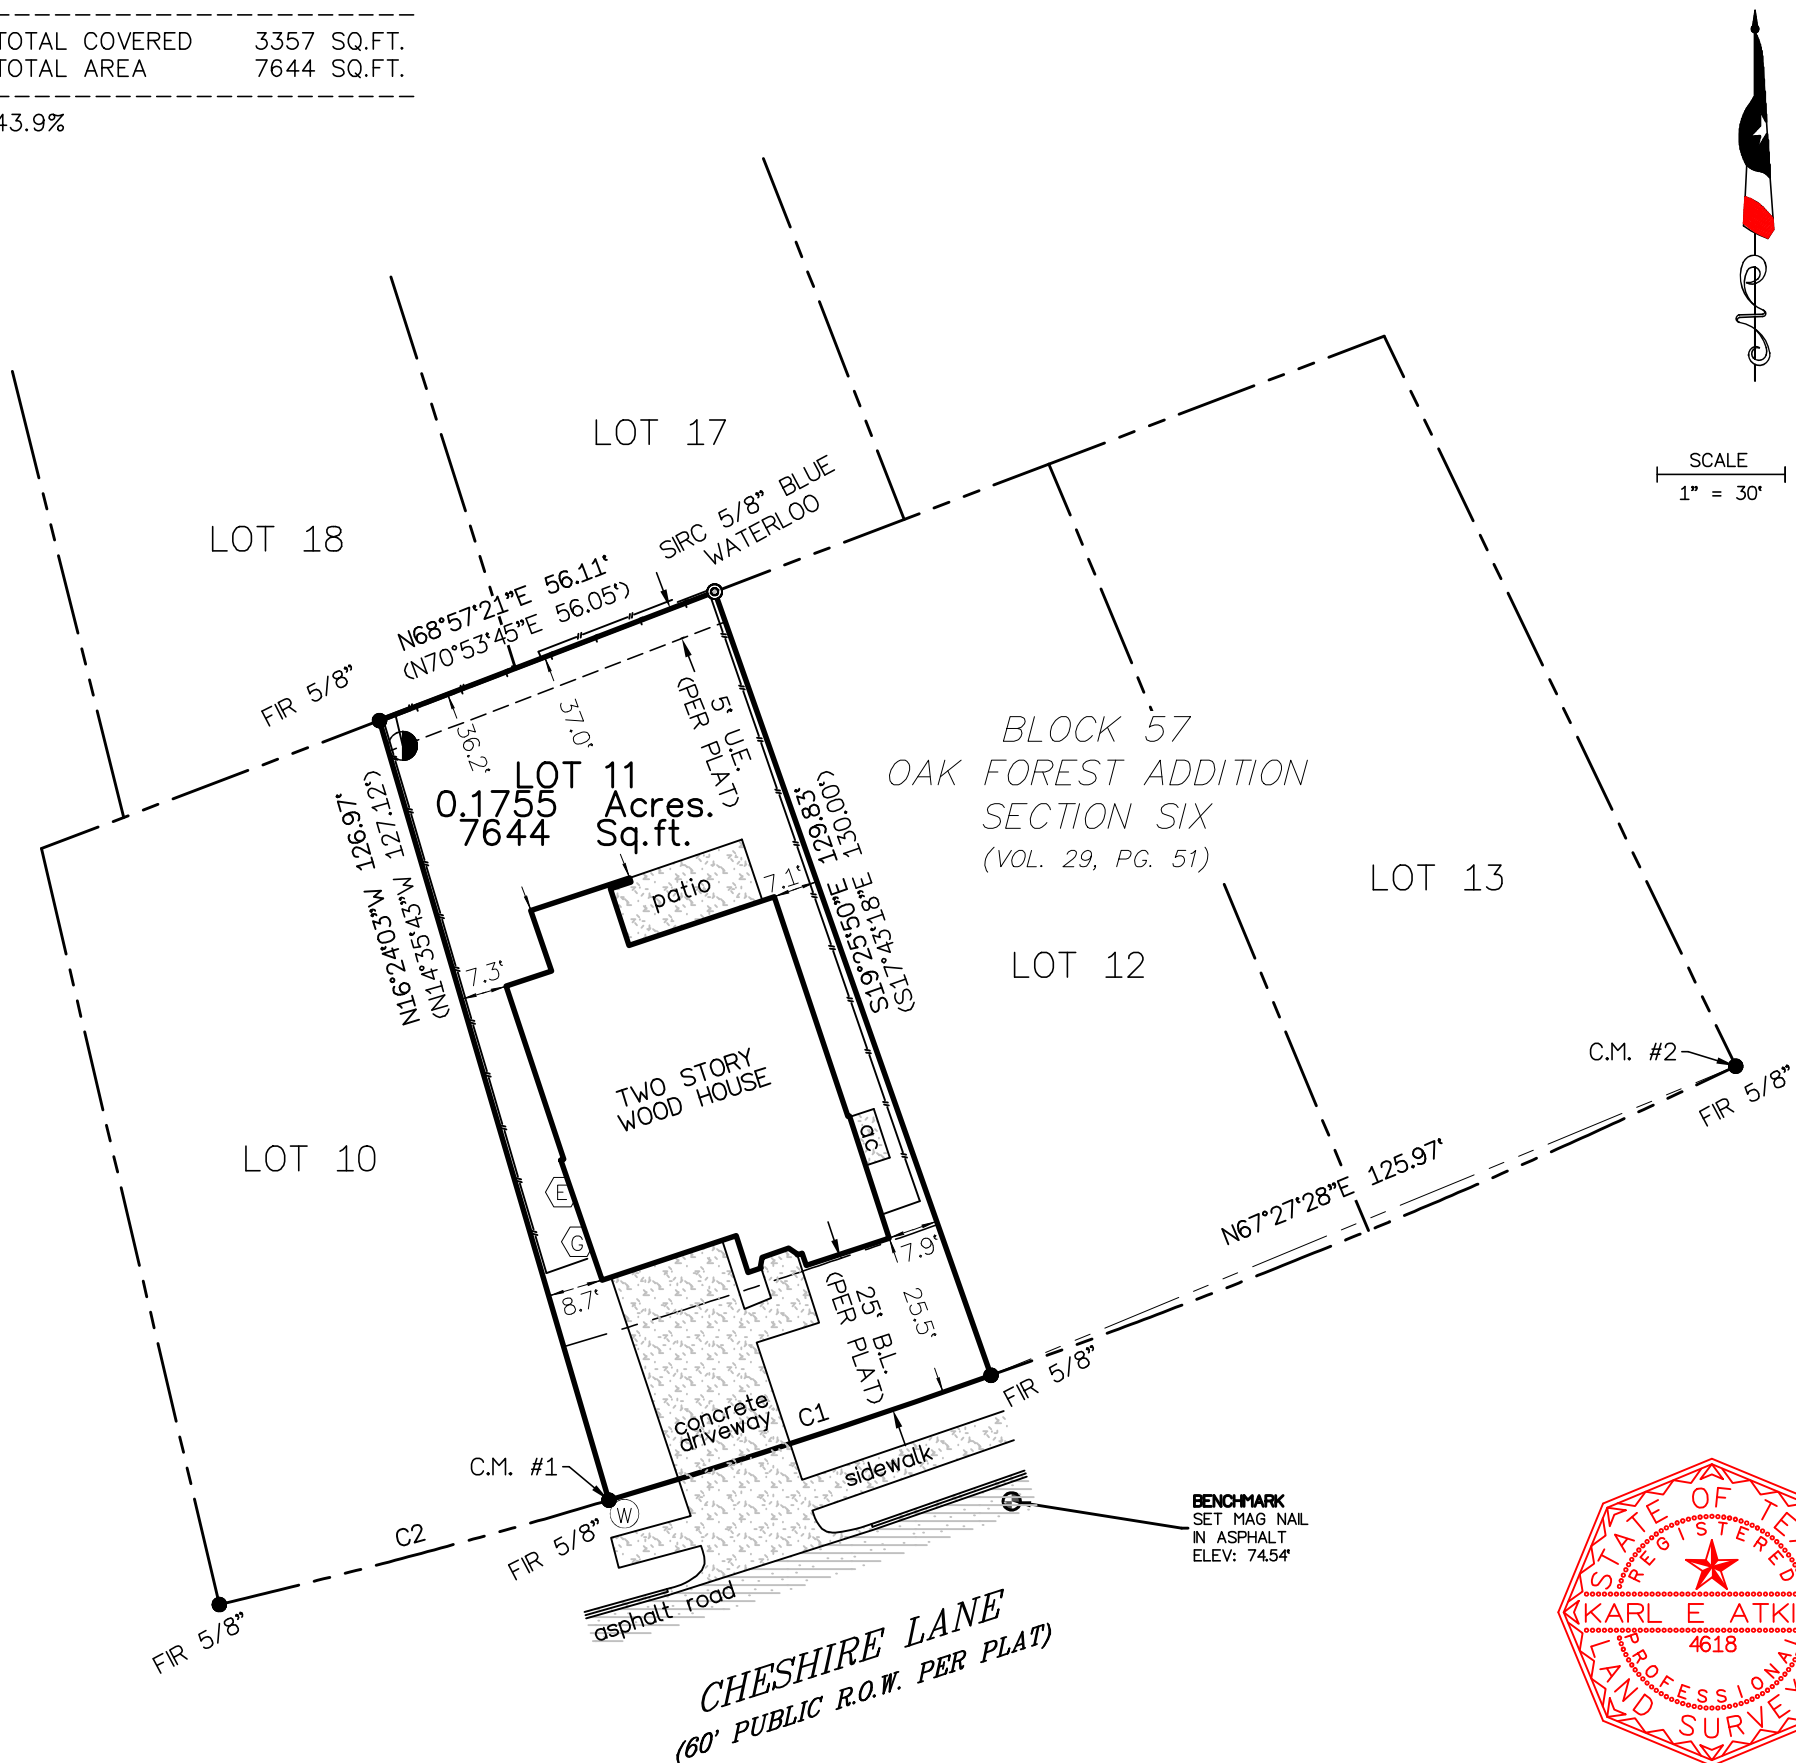 TOTAL COVERED 3357 SQ.FT.
TOTAL AREA 7644 SQ.FT.
43.9%
SCALE
1" = 30'
LOT 17
LOT 18
SIRC 5/8" BLUE
WATERLOO
N68°57'21"E 56.11'
(N70°53'45"E 56.05')
FIR 5/8"
37.0'
36.2'
5' U.E.
(PER PLAT)
LOT 11
0.1755 Acres.
7644 Sq.ft.
N16°24'03"W 126.97'
(N14°35'43"W 127.12')
S19°25'50"E 129.83'
(S17°43'18"E 130.00')
BLOCK 57
OAK FOREST ADDITION
SECTION SIX
(VOL. 29, PG. 51)
patio
7.1'
7.3'
LOT 13
LOT 12
TWO STORY
WOOD HOUSE
C.M. #2
FIR 5/8"
ac
LOT 10
E
G
N67°27'28"E 125.97'
7.9'
8.7'
25' B.L.
(PER PLAT)
25.5'
FIR 5/8"
concrete
driveway
C1
sidewalk
C.M. #1
W
C2
FIR 5/8"
FIR 5/8"
asphalt road
BENCHMARK
SET MAG NAIL
IN ASPHALT
ELEV: 74.54'
CHESHIRE LANE
(60' PUBLIC R.O.W. PER PLAT)
STATE OF TE
REGISTERED
KARL E ATKI
4618
PROFESSIONAL
LAND SURVEY